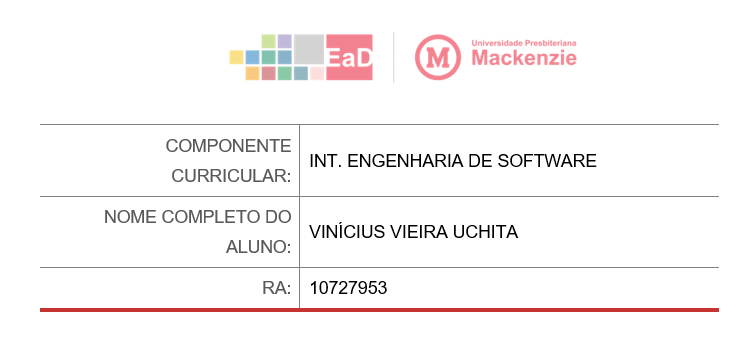 EaD
Universidade Presbiteriana
M
Mackenzie
COMPONENTE
CURRICULAR:
INT. ENGENHARIA DE SOFTWARE
NOME COMPLETO DO
ALUNO:
VINÍCIUS VIEIRA UCHITA
RA:
10727953